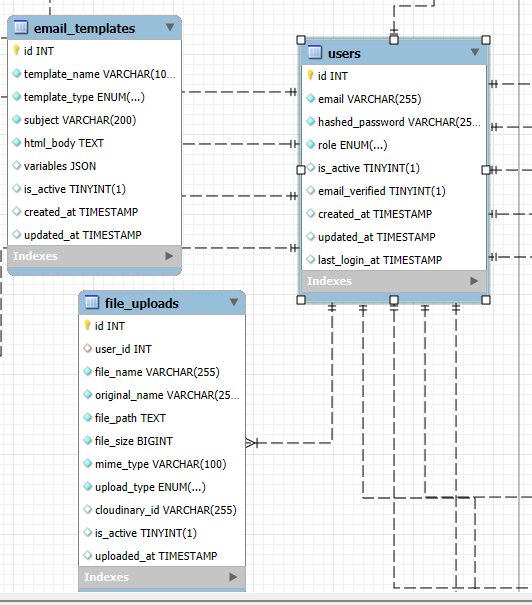 email_templates
id INT
template_name VARCHAR(10...
template_type ENUM(...)
subject VARCHAR(200)
html_body TEXT
variables JSON
is_active TINYINT(1)
created_at TIMESTAMP
updated_at TIMESTAMP
Indexes
users
id INT
email VARCHAR(255)
hashed_password VARCHAR(25...
role ENUM(...)
is_active TINYINT(1)
email_verified TINYINT(1)
created_at TIMESTAMP
updated_at TIMESTAMP
last_login_at TIMESTAMP
Indexes
file_uploads
id INT
user_id INT
file_name VARCHAR(255)
original_name VARCHAR(25...
file_path TEXT
file_size BIGINT
mime_type VARCHAR(100)
upload_type ENUM(...)
cloudinary_id VARCHAR(255)
is_active TINYINT(1)
uploaded_at TIMESTAMP
Indexes